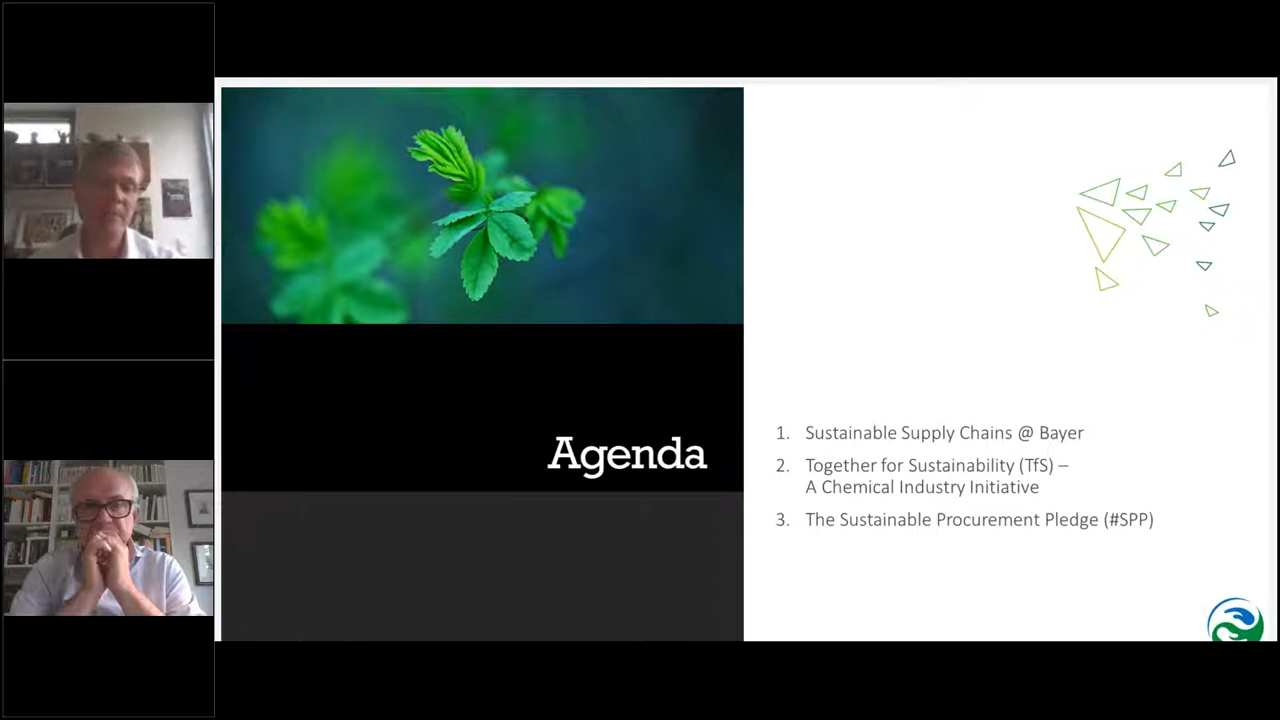 Agenda
1. Sustainable Supply Chains @ Bayer
2. Together for Sustainability (TfS) –
A Chemical Industry Initiative
3. The Sustainable Procurement Pledge (#SPP)